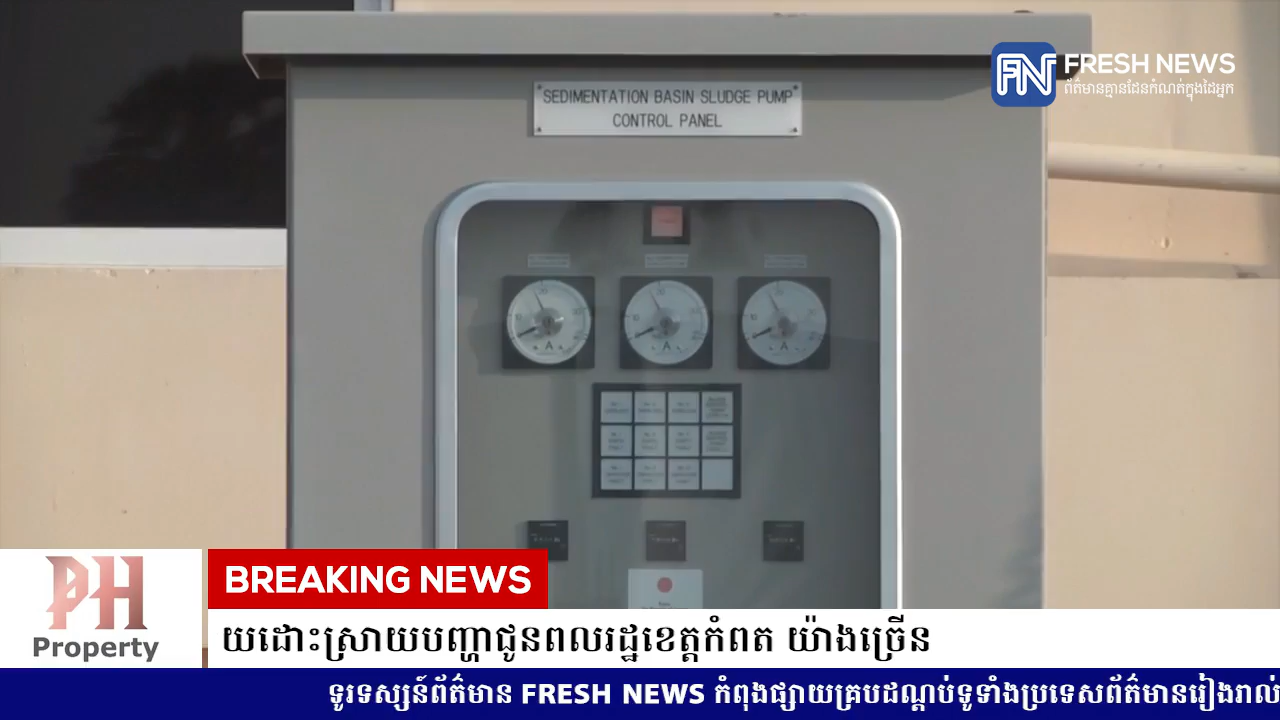 SEDIMENTATION BASIN SLUDGE PUMP
CONTROL PANEL
FN FRESH NEWS
ព័ត៌មានគ្មានដែនកំណត់ក្នុងដៃអ្នក
10
A
10
A
10
A
PH
Property
BREAKING NEWS
យដោះស្រាយបញ្ហាជូនពលរដ្ឋខេត្តកំពត យ៉ាងច្រើន
ទូរទស្សន៍ព័ត៌មាន FRESH NEWS កំពុងផ្សាយគ្របដណ្តប់ទូទាំងប្រទេសព័ត៌មានរៀងរាល់